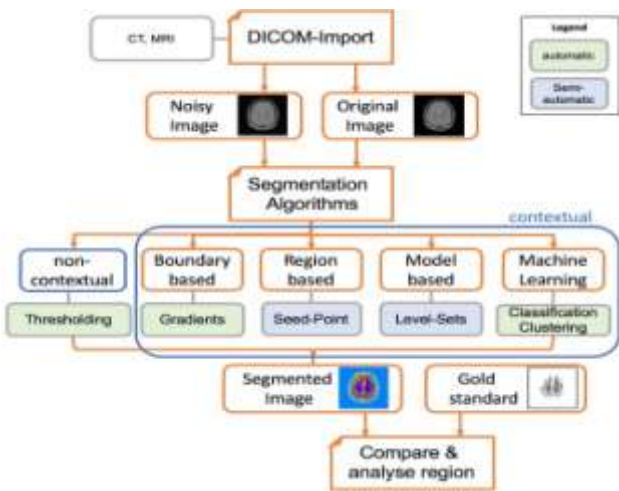 CT, MRI
DICOM-Import
Legend
automatic
Semi-
automatic
Noisy
Image
Original
Image
Segmentation
Algorithms
contextual
non-
contextual
Boundary
based
Region
based
Model
based
Machine
Learning
Thresholding
Gradients
Seed-Point
Level-Sets
Classification
Clustering
Segmented
Image
Gold
standard
Compare &
analyse region